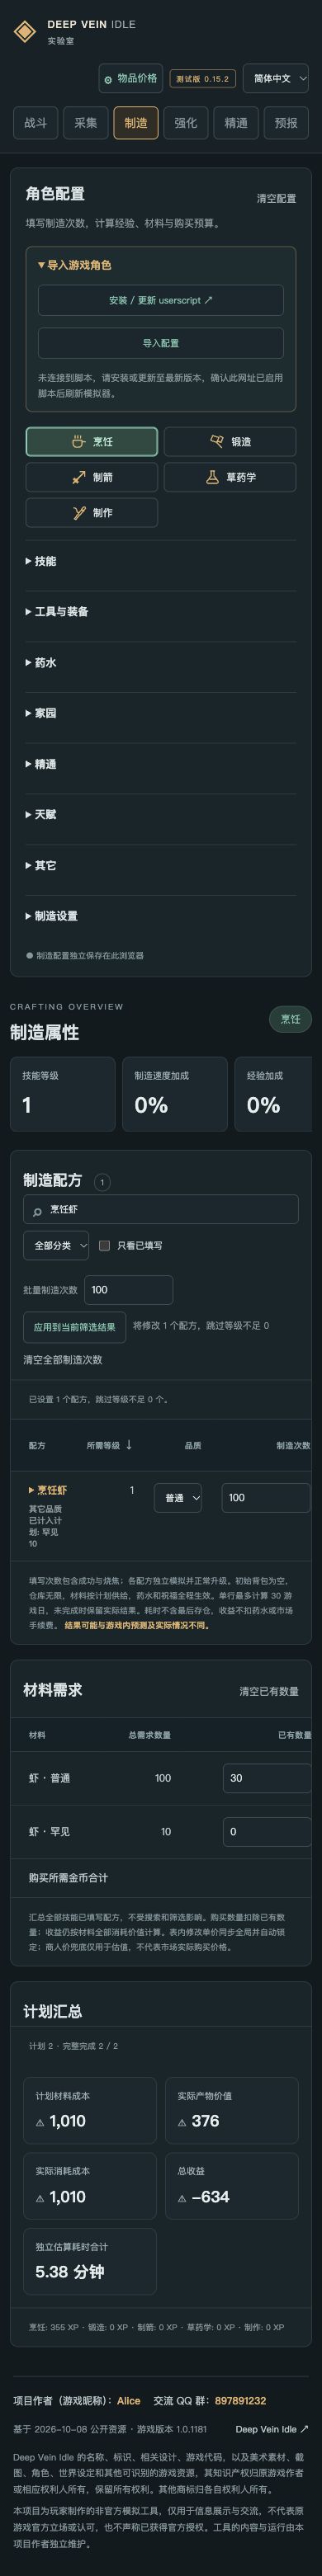 DEEP VEIN IDLE
实验室
物品价格
测试版 0.15.2
简体中文
战斗 采集 制造 强化 精通 预报
角色配置
清空配置
填写制造次数，计算经验、材料与购买预算。
▼导入游戏角色
安装 / 更新 userscript ↗
导入配置
未连接到脚本，请安装或更新至最新版本，确认此网址已启用
脚本后刷新模拟器。
烹饪 锻造
制箭 草药学
制作
▶ 技能
▶ 工具与装备
▶ 药水
▶ 家园
▶ 精通
▶ 天赋
▶ 其它
▶ 制造设置
● 制造配置独立保存在此浏览器
CRAFTING OVERVIEW
制造属性
烹饪
技能等级 制造速度加成 经验加成
1 0% 0%
制造配方 1
烹饪虾
全部分类 只看已填写
批量制造次数 100
应用到当前筛选结果 将修改 1 个配方，跳过等级不足 0
清空全部制造次数
已设置 1 个配方，跳过等级不足 0 个。
配方 所需等级 ↓ 品质 制造次数
▶ 烹饪虾 1 普通 100
其它品质
已计入计
划: 罕见
10
填写次数包含成功与烧焦；各配方独立模拟并正常升级。初始背包为空，
仓库无限，材料按计划供给，药水和祝福全程生效。单行最多计算 30 游
戏日，未完成时保留实际结果。耗时不含最后存仓，收益不扣药水或市场
手续费。 结果可能与游戏内预测及实际情况不同。
材料需求
清空已有数量
材料 总需求数量 已有数量
虾 · 普通 100 30
虾 · 罕见 10 0
购买所需金币合计
汇总全部技能已填写配方，不受搜索和筛选影响。购买数量扣除已有数
量；收益仍按材料全部消耗价值计算。表内修改单价同步全局并自动锁
定；商人价兜底仅用于估值，不代表市场实际购买价格。
计划汇总
计划 2 · 完整完成 2 / 2
计划材料成本 实际产物价值
⚠ 1,010 ⚠ 376
实际消耗成本 总收益
⚠ 1,010 ⚠ −634
独立估算耗时合计
5.38 分钟
烹饪: 355 XP · 锻造: 0 XP · 制箭: 0 XP · 草药学: 0 XP · 制作: 0 XP
项目作者（游戏昵称）: Alice 交流 QQ 群: 897891232
基于 2026-10-08 公开资源 · 游戏版本 1.0.1181 Deep Vein Idle ↗
Deep Vein Idle 的名称、标识、相关设计、游戏代码，以及美术素材、截
图、角色、世界设定和其他可识别的游戏资源，其知识产权归原游戏作者
或相应权利人所有，保留所有权利。其他商标归各自权利人所有。
本项目为玩家制作的非官方模拟工具，仅用于信息展示与交流，不代表原
游戏官方立场或认可，也不声称已获得官方授权。工具的内容与运行由本
项目作者独立维护。